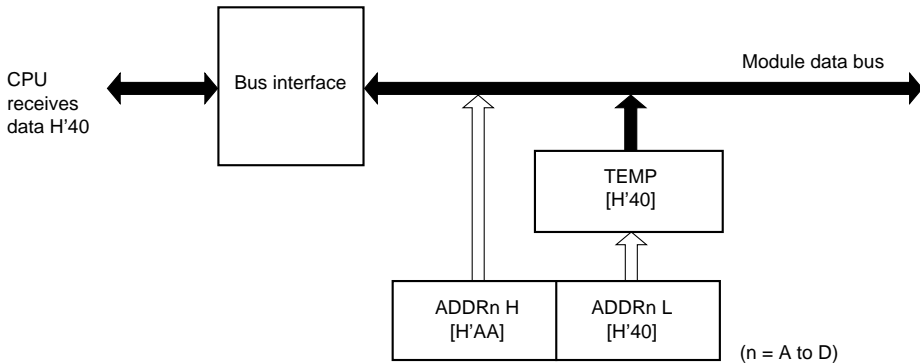 CPU
receives
data H'40
Bus interface
Module data bus
TEMP
[H'40]
ADDRn H
[H'AA]
ADDRn L
[H'40]
(n = A to D)